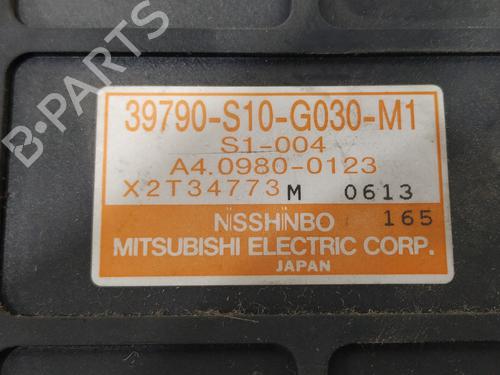 B-PARTS
39790-S10-G030-M1
S1-004
A4.0980-0123
X2T34773 M 0613
NISSHINBO 165
MITSUBISHI ELECTRIC CORP.
JAPAN